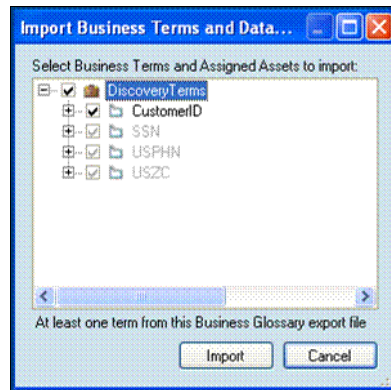 Import Business Terms and Data...
Select Business Terms and Assigned Assets to import:
DiscoveryTerms
CustomerID
SSN
USPHN
USZC
At least one term from this Business Glossary export file
Import Cancel